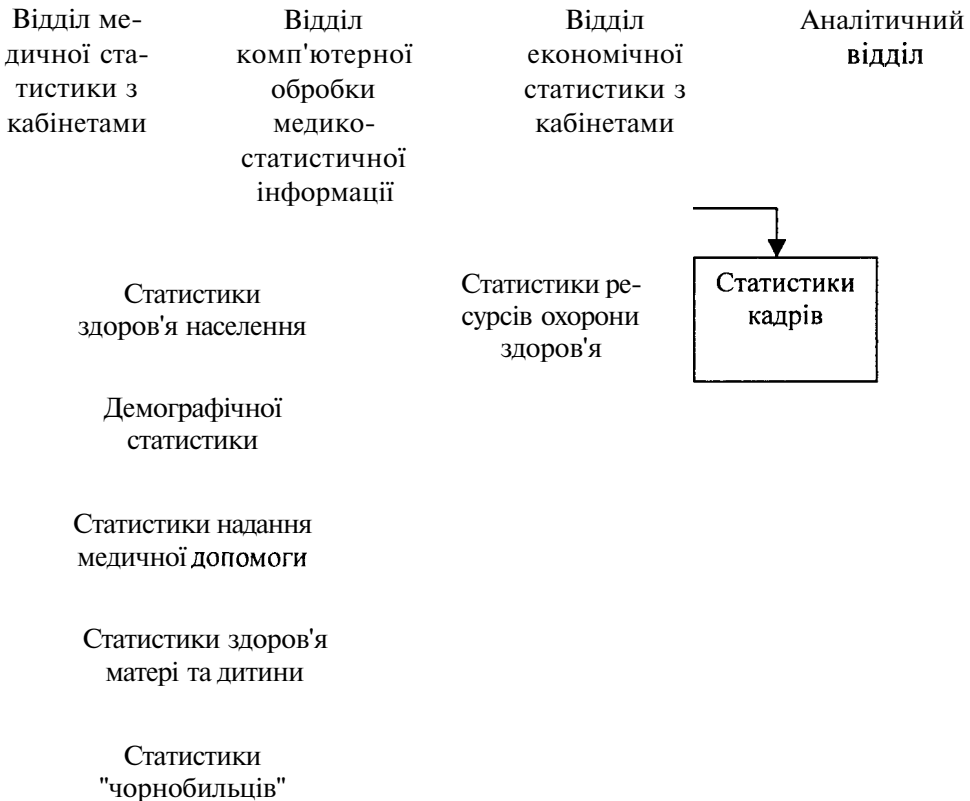 Відділ ме-
дичної ста-
тистики з
кабінетами
Відділ
комп'ютерної
обробки
медико-
статистичної
інформації
Відділ
економічної
статистики з
кабінетами
Аналітичний
відділ
Статистики
здоров'я населення
Статистики ре-
сурсів охорони
здоров'я
Статистики
кадрів
Демографічної
статистики
Статистики надання
медичної допомоги
Статистики здоров'я
матері та дитини
Статистики
"чорнобильців"